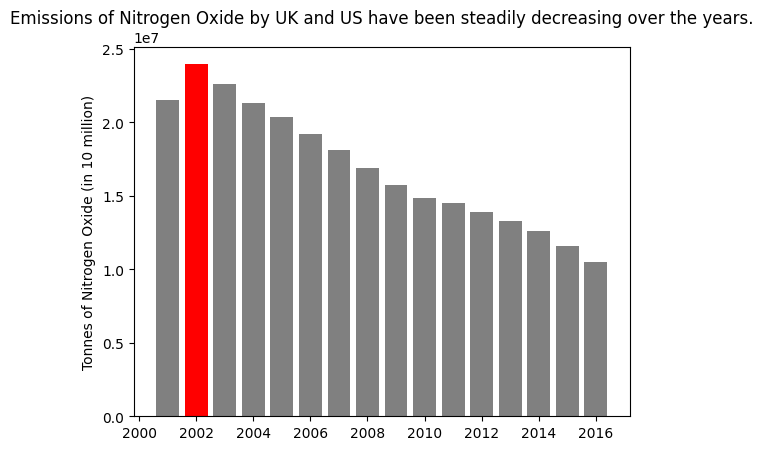 Emissions of Nitrogen Oxide by UK and US have been steadily decreasing over the years.
1e7
2.5
2.0
1.5
1.0
0.5
0.0
Tonnes of Nitrogen Oxide (in 10 million)
2000 2002 2004 2006 2008 2010 2012 2014 2016